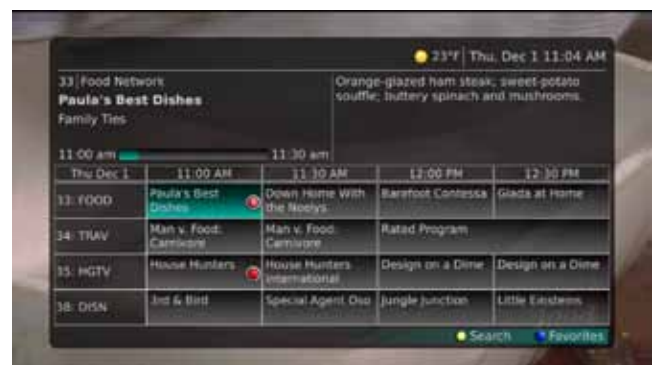 23°F Thu, Dec 1 11:04 AM
33 Food Network
Paula's Best Dishes
Family Ties
Orange-glazed ham steak; sweet-potato
souffle; buttery spinach and mushrooms.
11:00 am 11:30 am
Thu Dec 1 11:00 AM 11:30 AM 12:00 PM 12:30 PM
33: FOOD
Paula's Best
Dishes
Down Home With
the Neelys
Barefoot Contessa
Giada at Home
34: TRAV
Man v. Food:
Carnivore
Man v. Food:
Carnivore
Rated Program
35: HGTV
House Hunters
House Hunters
International
Design on a Dime
Design on a Dime
38: DISN
3rd & Bird
Special Agent Oso
Jungle Junction
Little Einsteins
Search Favorites